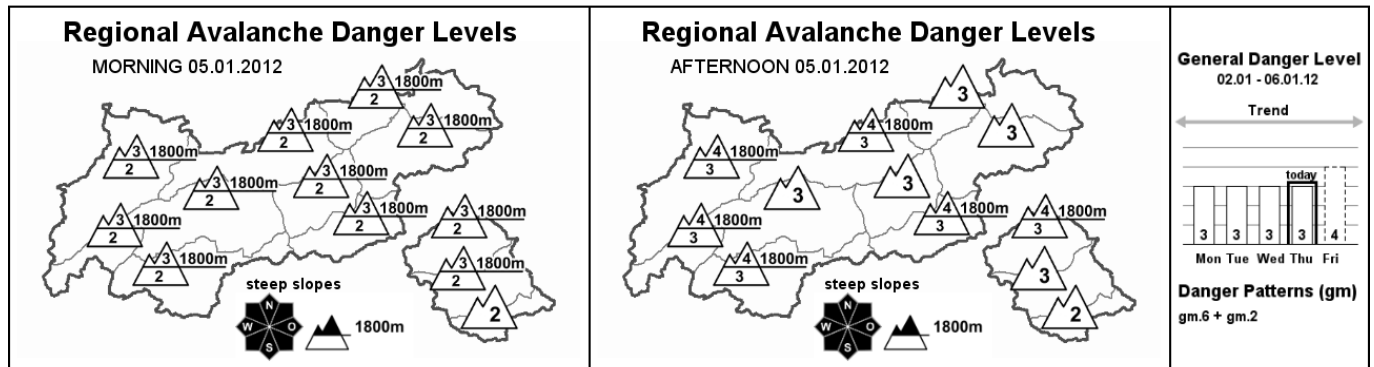 Regional Avalanche Danger Levels
MORNING 05.01.2012
3 1800m
2
3 1800m
2
3 1800m
2
3 1800m
2
3 1800m
2
3 1800m
2
3 1800m
2
3 1800m
2
3 1800m
2
3 1800m
2
3 1800m
2
2
steep slopes
N
W O
S
1800m
Regional Avalanche Danger Levels
AFTERNOON 05.01.2012
3
3
4 1800m
3
4 1800m
3
3
3
4 1800m
3
4 1800m
3
4 1800m
3
4 1800m
3
3
2
steep slopes
N
W O
S
1800m
General Danger Level
02.01 - 06.01.12
Trend
today
3 3 3 3 4
Mon Tue Wed Thu Fri
Danger Patterns (gm)
gm.6 + gm.2